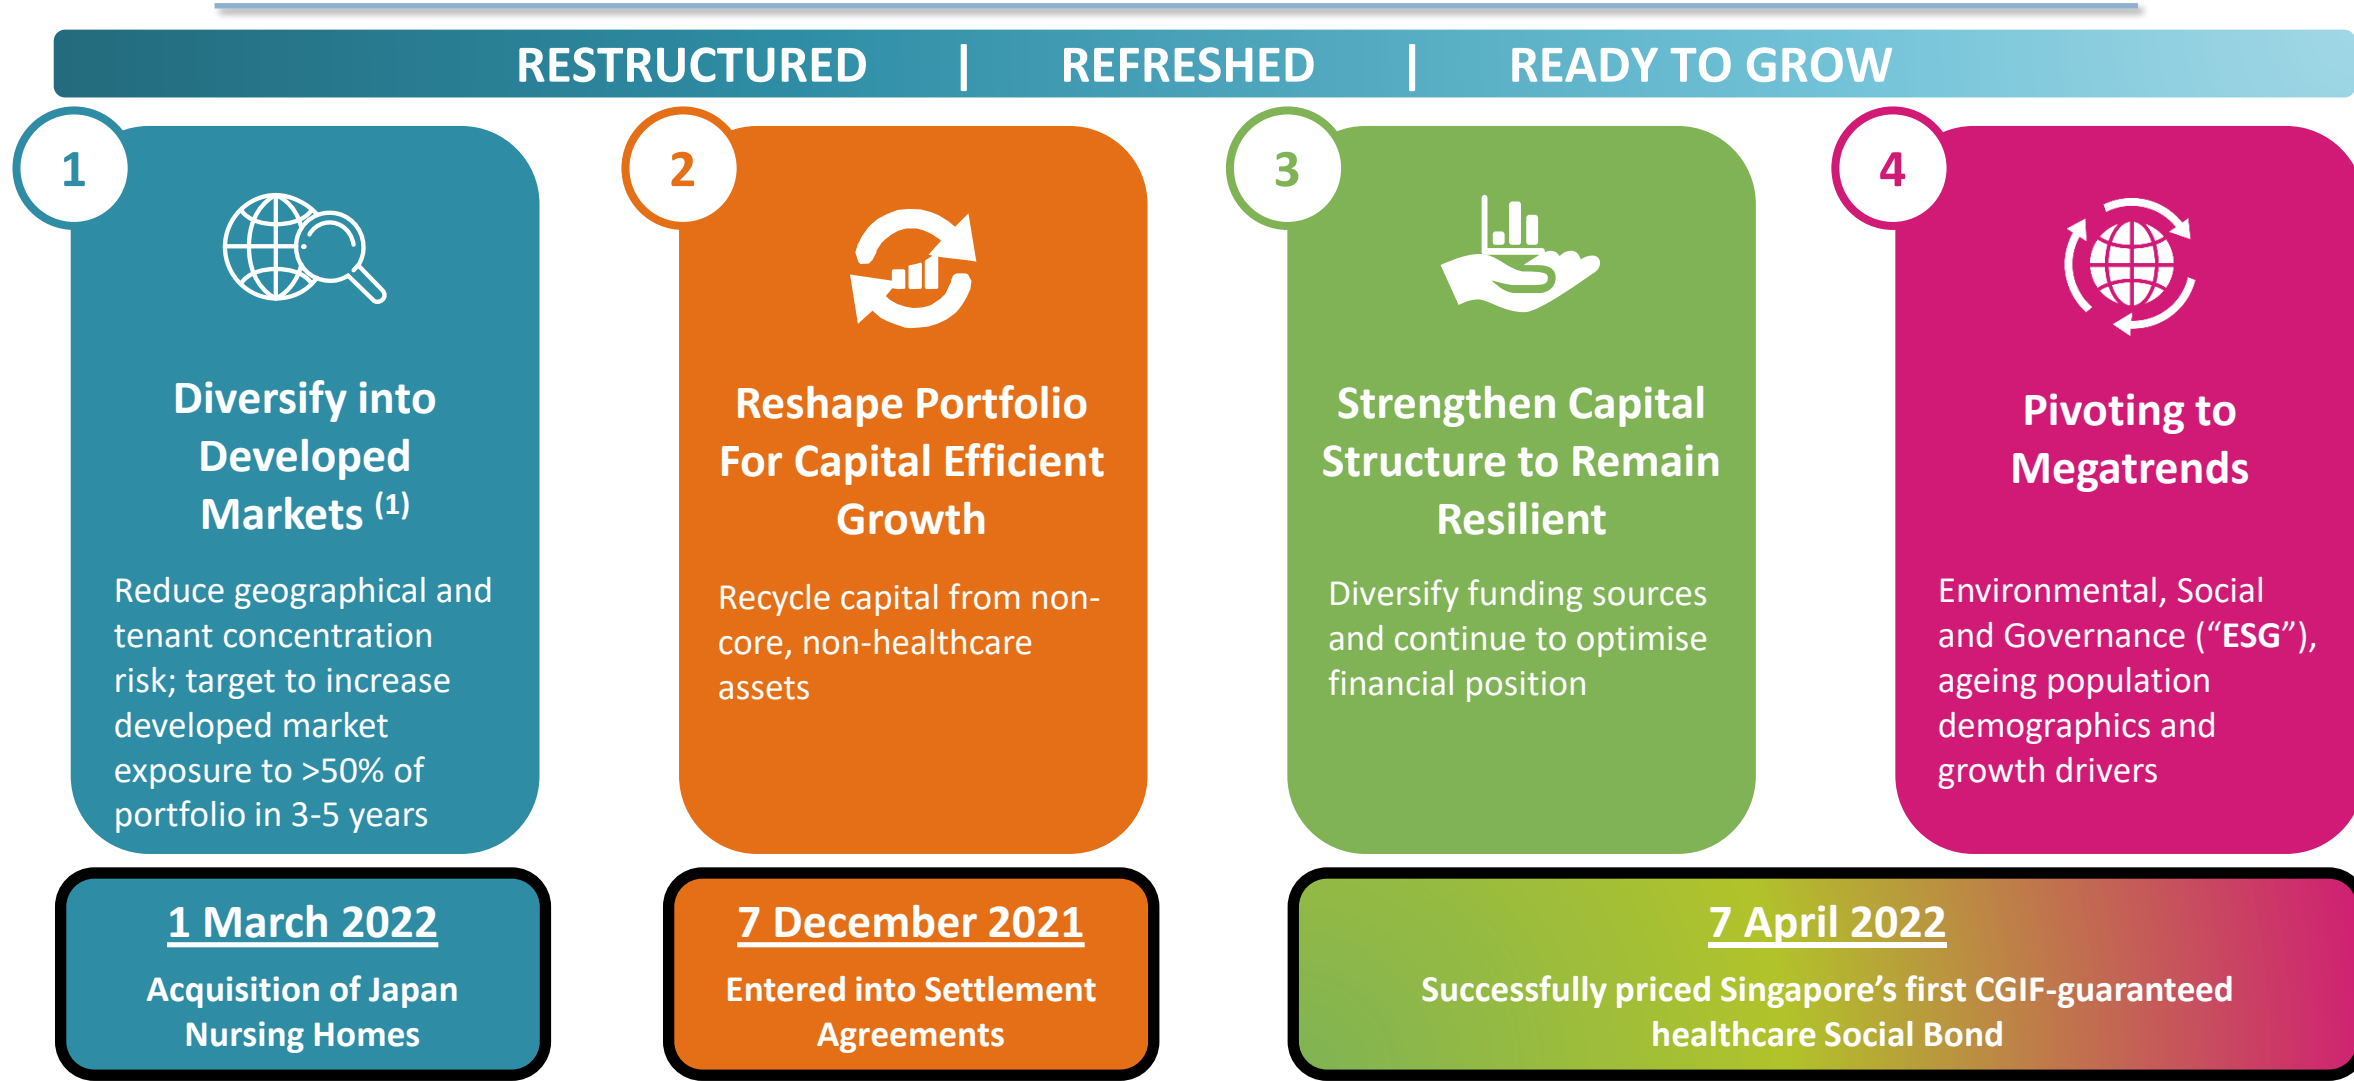 RESTRUCTURED | REFRESHED | READY TO GROW
1
Diversify into
Developed
Markets (1)
Reduce geographical and
tenant concentration
risk; target to increase
developed market
exposure to >50% of
portfolio in 3-5 years
1 March 2022
Acquisition of Japan
Nursing Homes
2
Reshape Portfolio
For Capital Efficient
Growth
Recycle capital from non-
core, non-healthcare
assets
7 December 2021
Entered into Settlement
Agreements
3
Strengthen Capital
Structure to Remain
Resilient
Diversify funding sources
and continue to optimise
financial position
4
Pivoting to
Megatrends
Environmental, Social
and Governance (“ESG”),
ageing population
demographics and
growth drivers
7 April 2022
Successfully priced Singapore’s first CGIF-guaranteed
healthcare Social Bond